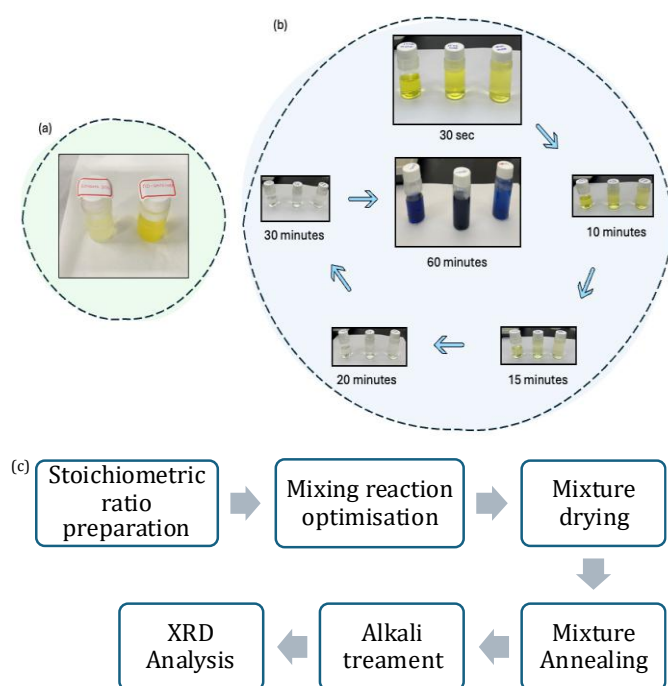 (a)
(b)
30 sec
10 minutes
15 minutes
20 minutes
30 minutes
60 minutes
(c)
Stoichiometric
ratio
preparation
Mixing reaction
optimisation
Mixture
drying
Mixture
Annealing
Alkali
treament
XRD
Analysis